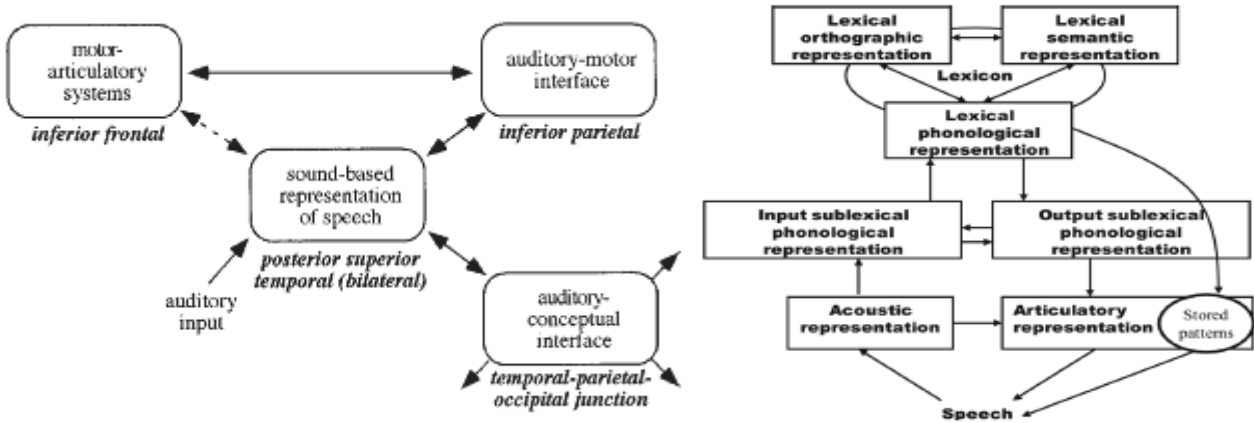 motor-
articulatory
systems
inferior frontal
auditory-motor
interface
inferior parietal
sound-based
representation
of speech
posterior superior
temporal (bilateral)
auditory
input
auditory-
conceptual
interface
temporal-parietal-
occipital junction
Lexical
orthographic
representation
Lexical
semantic
representation
Lexicon
Lexical
phonological
representation
Input sublexical
phonological
representation
Output sublexical
phonological
representation
Acoustic
representation
Articulatory
representation
Stored
patterns
Speech